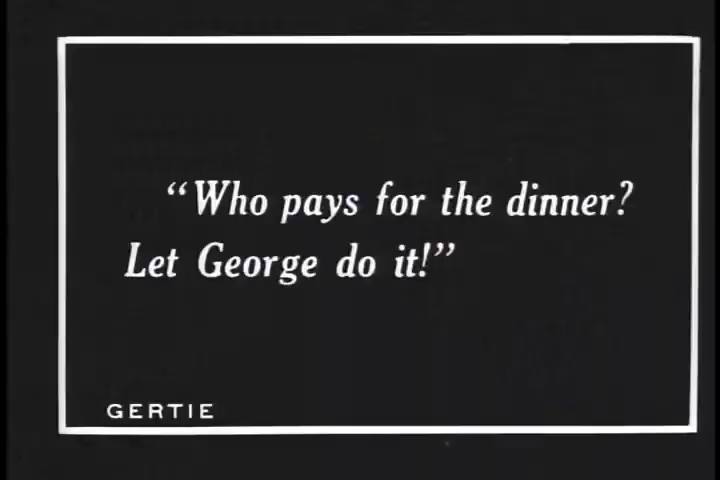 “Who pays for the dinner?
Let George do it!”
GERTIE